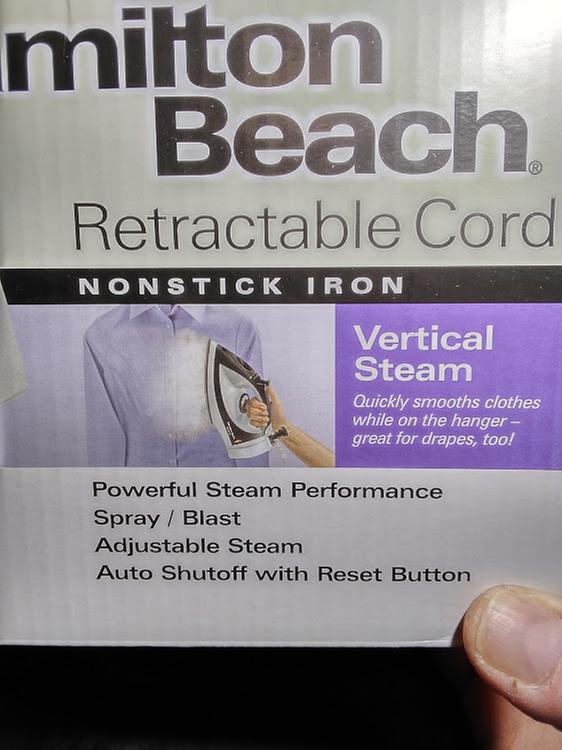 milton
Beach®
Retractable Cord
NONSTICK IRON
Vertical
Steam
Quickly smooths clothes
while on the hanger –
great for drapes, too!
Powerful Steam Performance
Spray / Blast
Adjustable Steam
Auto Shutoff with Reset Button